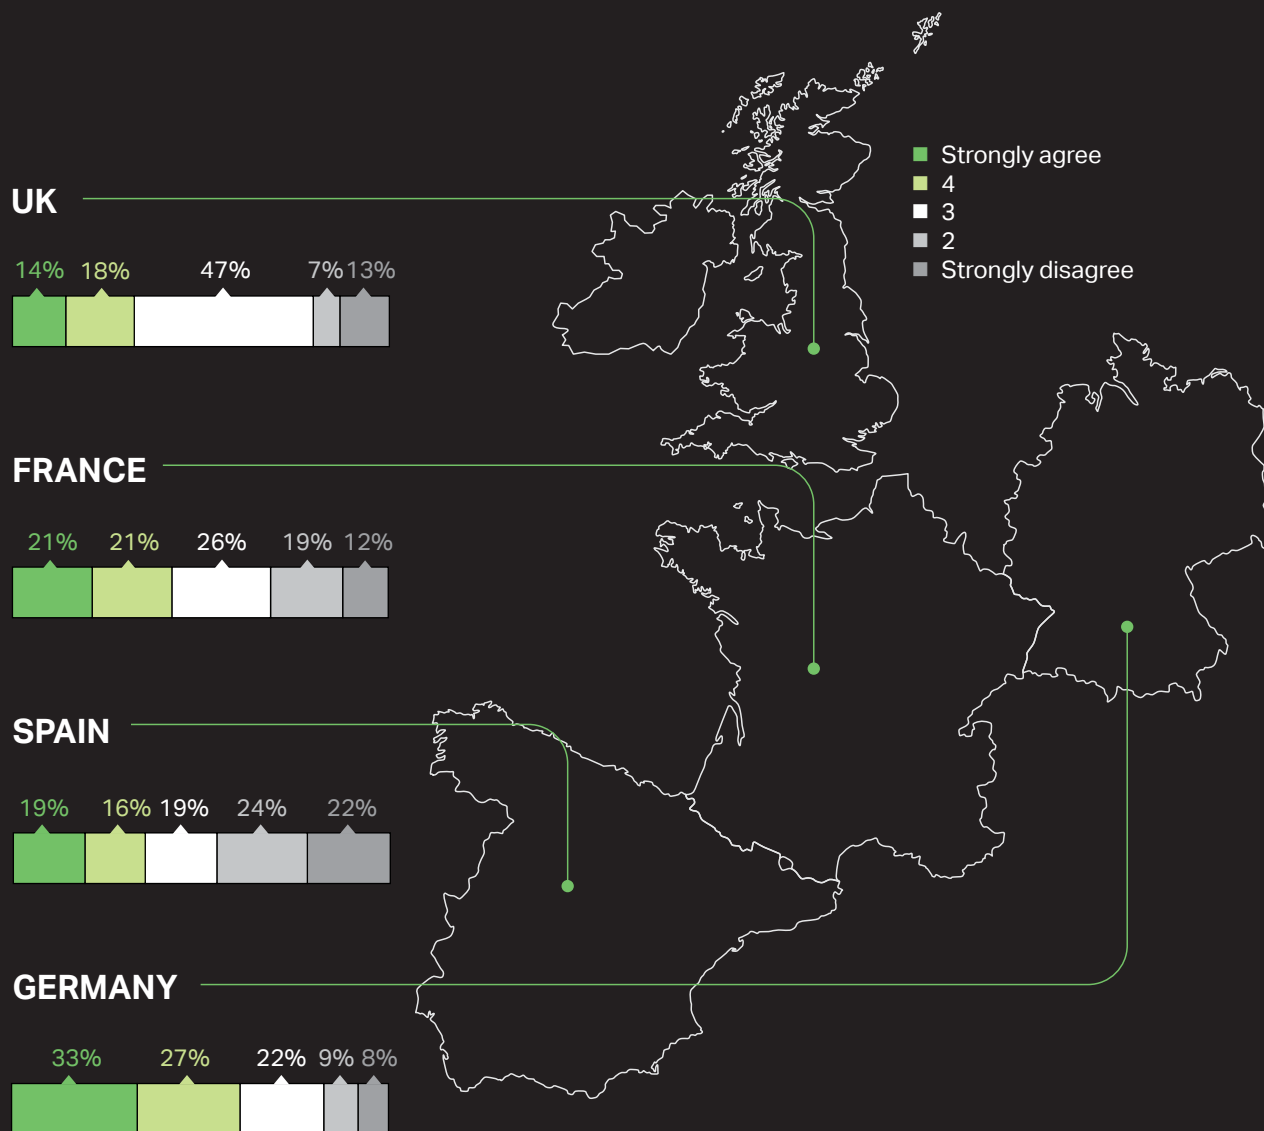 Strongly agree
4
3
2
Strongly disagree
UK
14% 18% 47% 7% 13%
FRANCE
21% 21% 26% 19% 12%
SPAIN
19% 16% 19% 24% 22%
GERMANY
33% 27% 22% 9% 8%